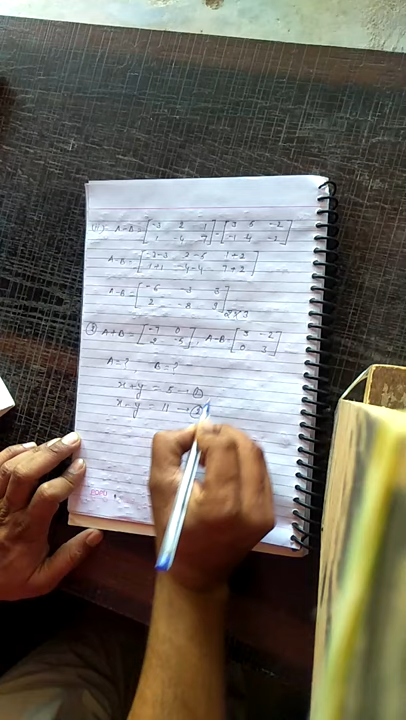 (ii) A-B = [-3 2 1 / 1 -4 7] - [3 5 -2 / -1 4 -2]
A-B = [-3-3 2-5 1+2 / 1+1 -4-4 7+2]
A-B = [-6 -3 3 / 2 -8 9] 2×3
A+B = [-7 0 / 2 -5], A-B = [3 -2 / 0 3]
A=? , B=?
x+y = 5 → ①
x-y = 11 → ②
POPU